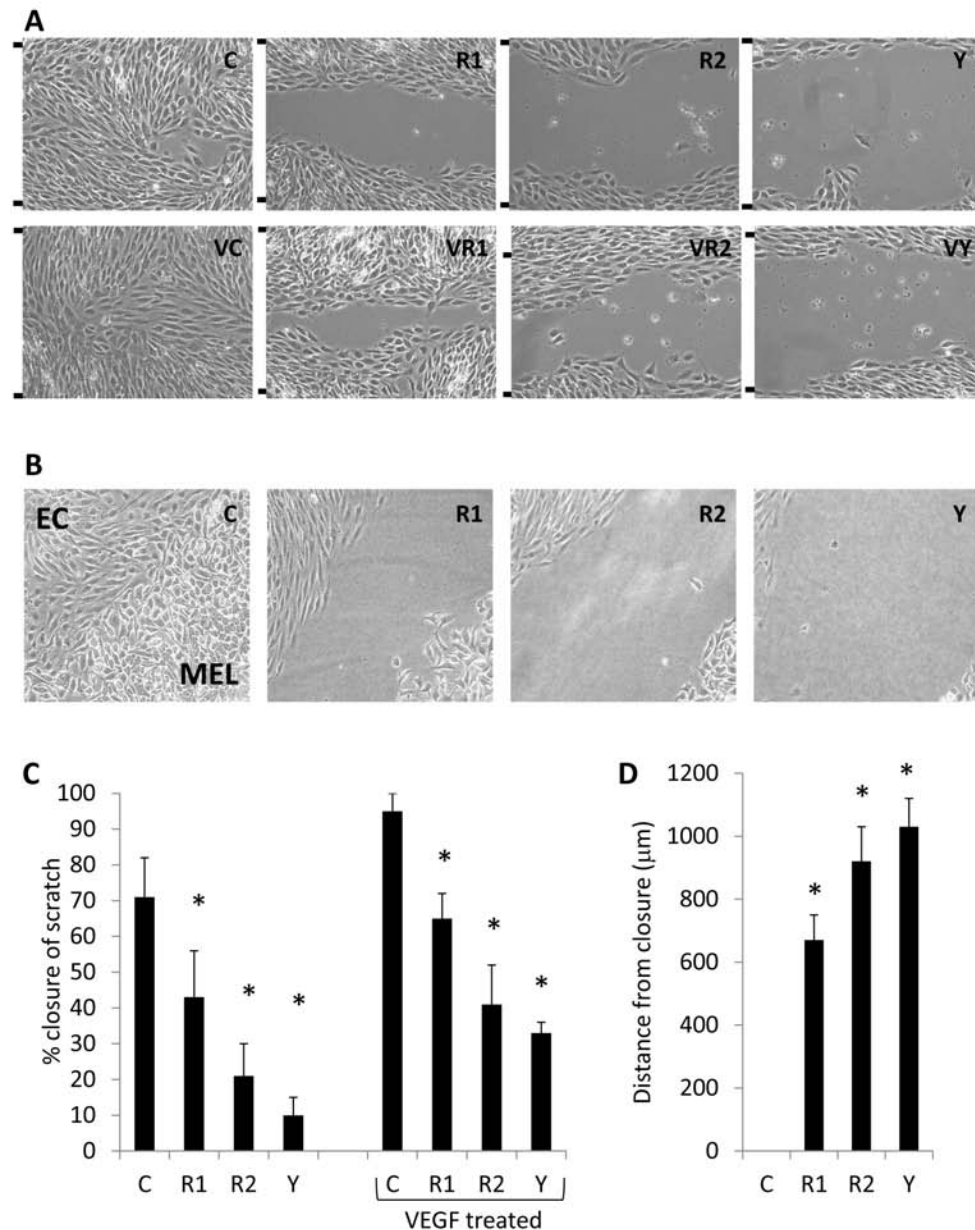 A
C R1 R2 Y
VC VR1 VR2 VY
B
EC C R1 R2 Y
MEL
C
% closure of scratch
100
90
80
70
60
50
40
30
20
10
0
* * * * * *
C R1 R2 Y C R1 R2 Y
VEGF treated
D
Distance from closure (μm)
1200
1000
800
600
400
200
0
* * *
C R1 R2 Y